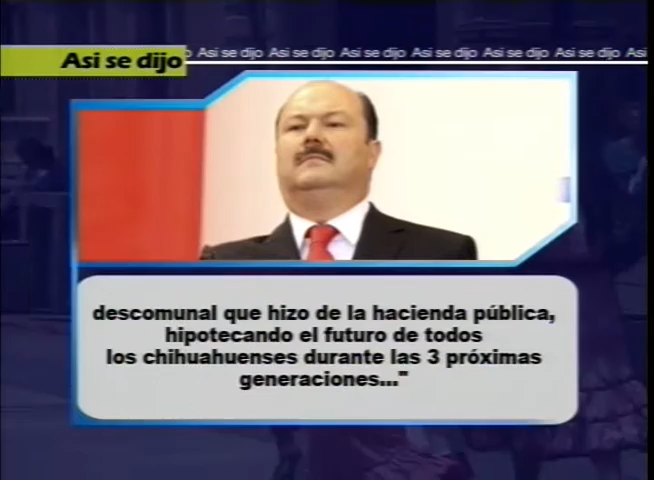 Asi se dijo
Asi se dijo Asi se dijo Asi se dijo Asi se dijo Asi se dijo Asi se dijo Asi
descomunal que hizo de la hacienda pública,
hipotecando el futuro de todos
los chihuahuenses durante las 3 próximas
generaciones..."